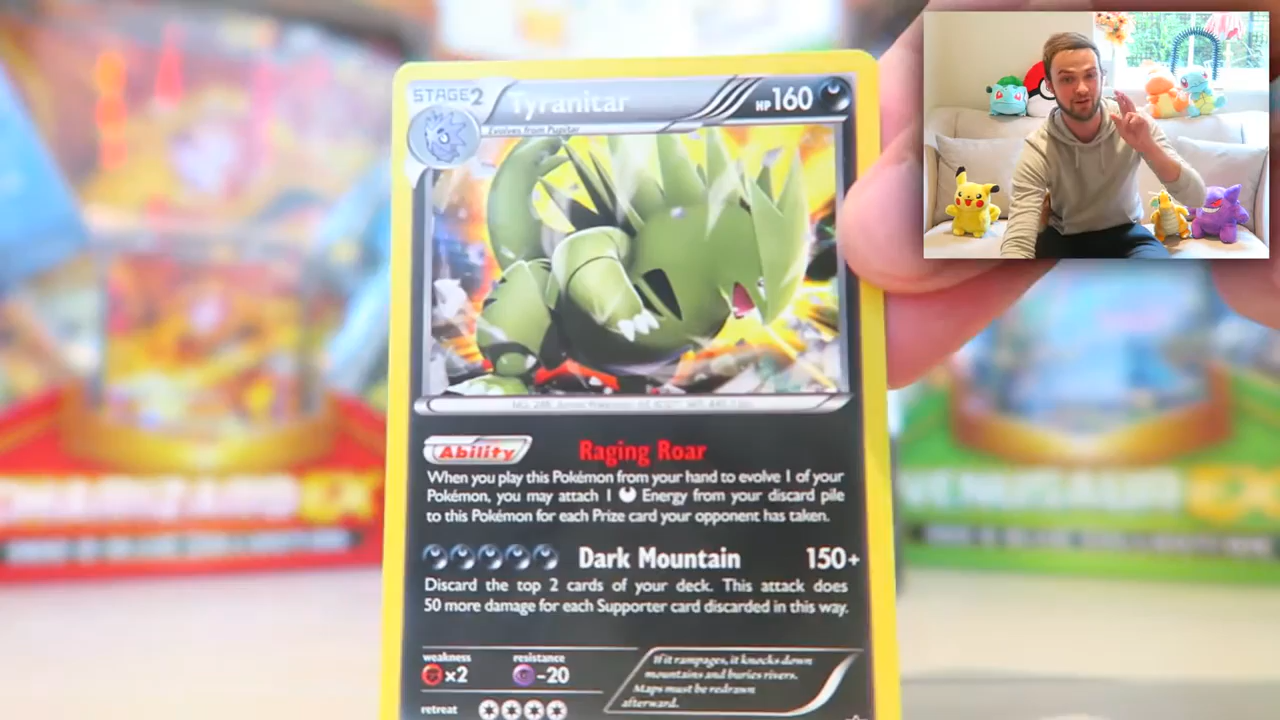 STAGE2 Tyranitar HP160
Evolves from Pupitar
Ability Raging Roar
When you play this Pokémon from your hand to evolve 1 of your
Pokémon, you may attach 1 Energy from your discard pile
to this Pokémon for each Prize card your opponent has taken.
Dark Mountain 150+
Discard the top 2 cards of your deck. This attack does
50 more damage for each Supporter card discarded in this way.
weakness resistance
×2 -20
retreat
If it rampages, it knocks down
mountains and buries rivers.
Maps must be redrawn
afterward.
CHARIZARD EX
VENUSAUR EX